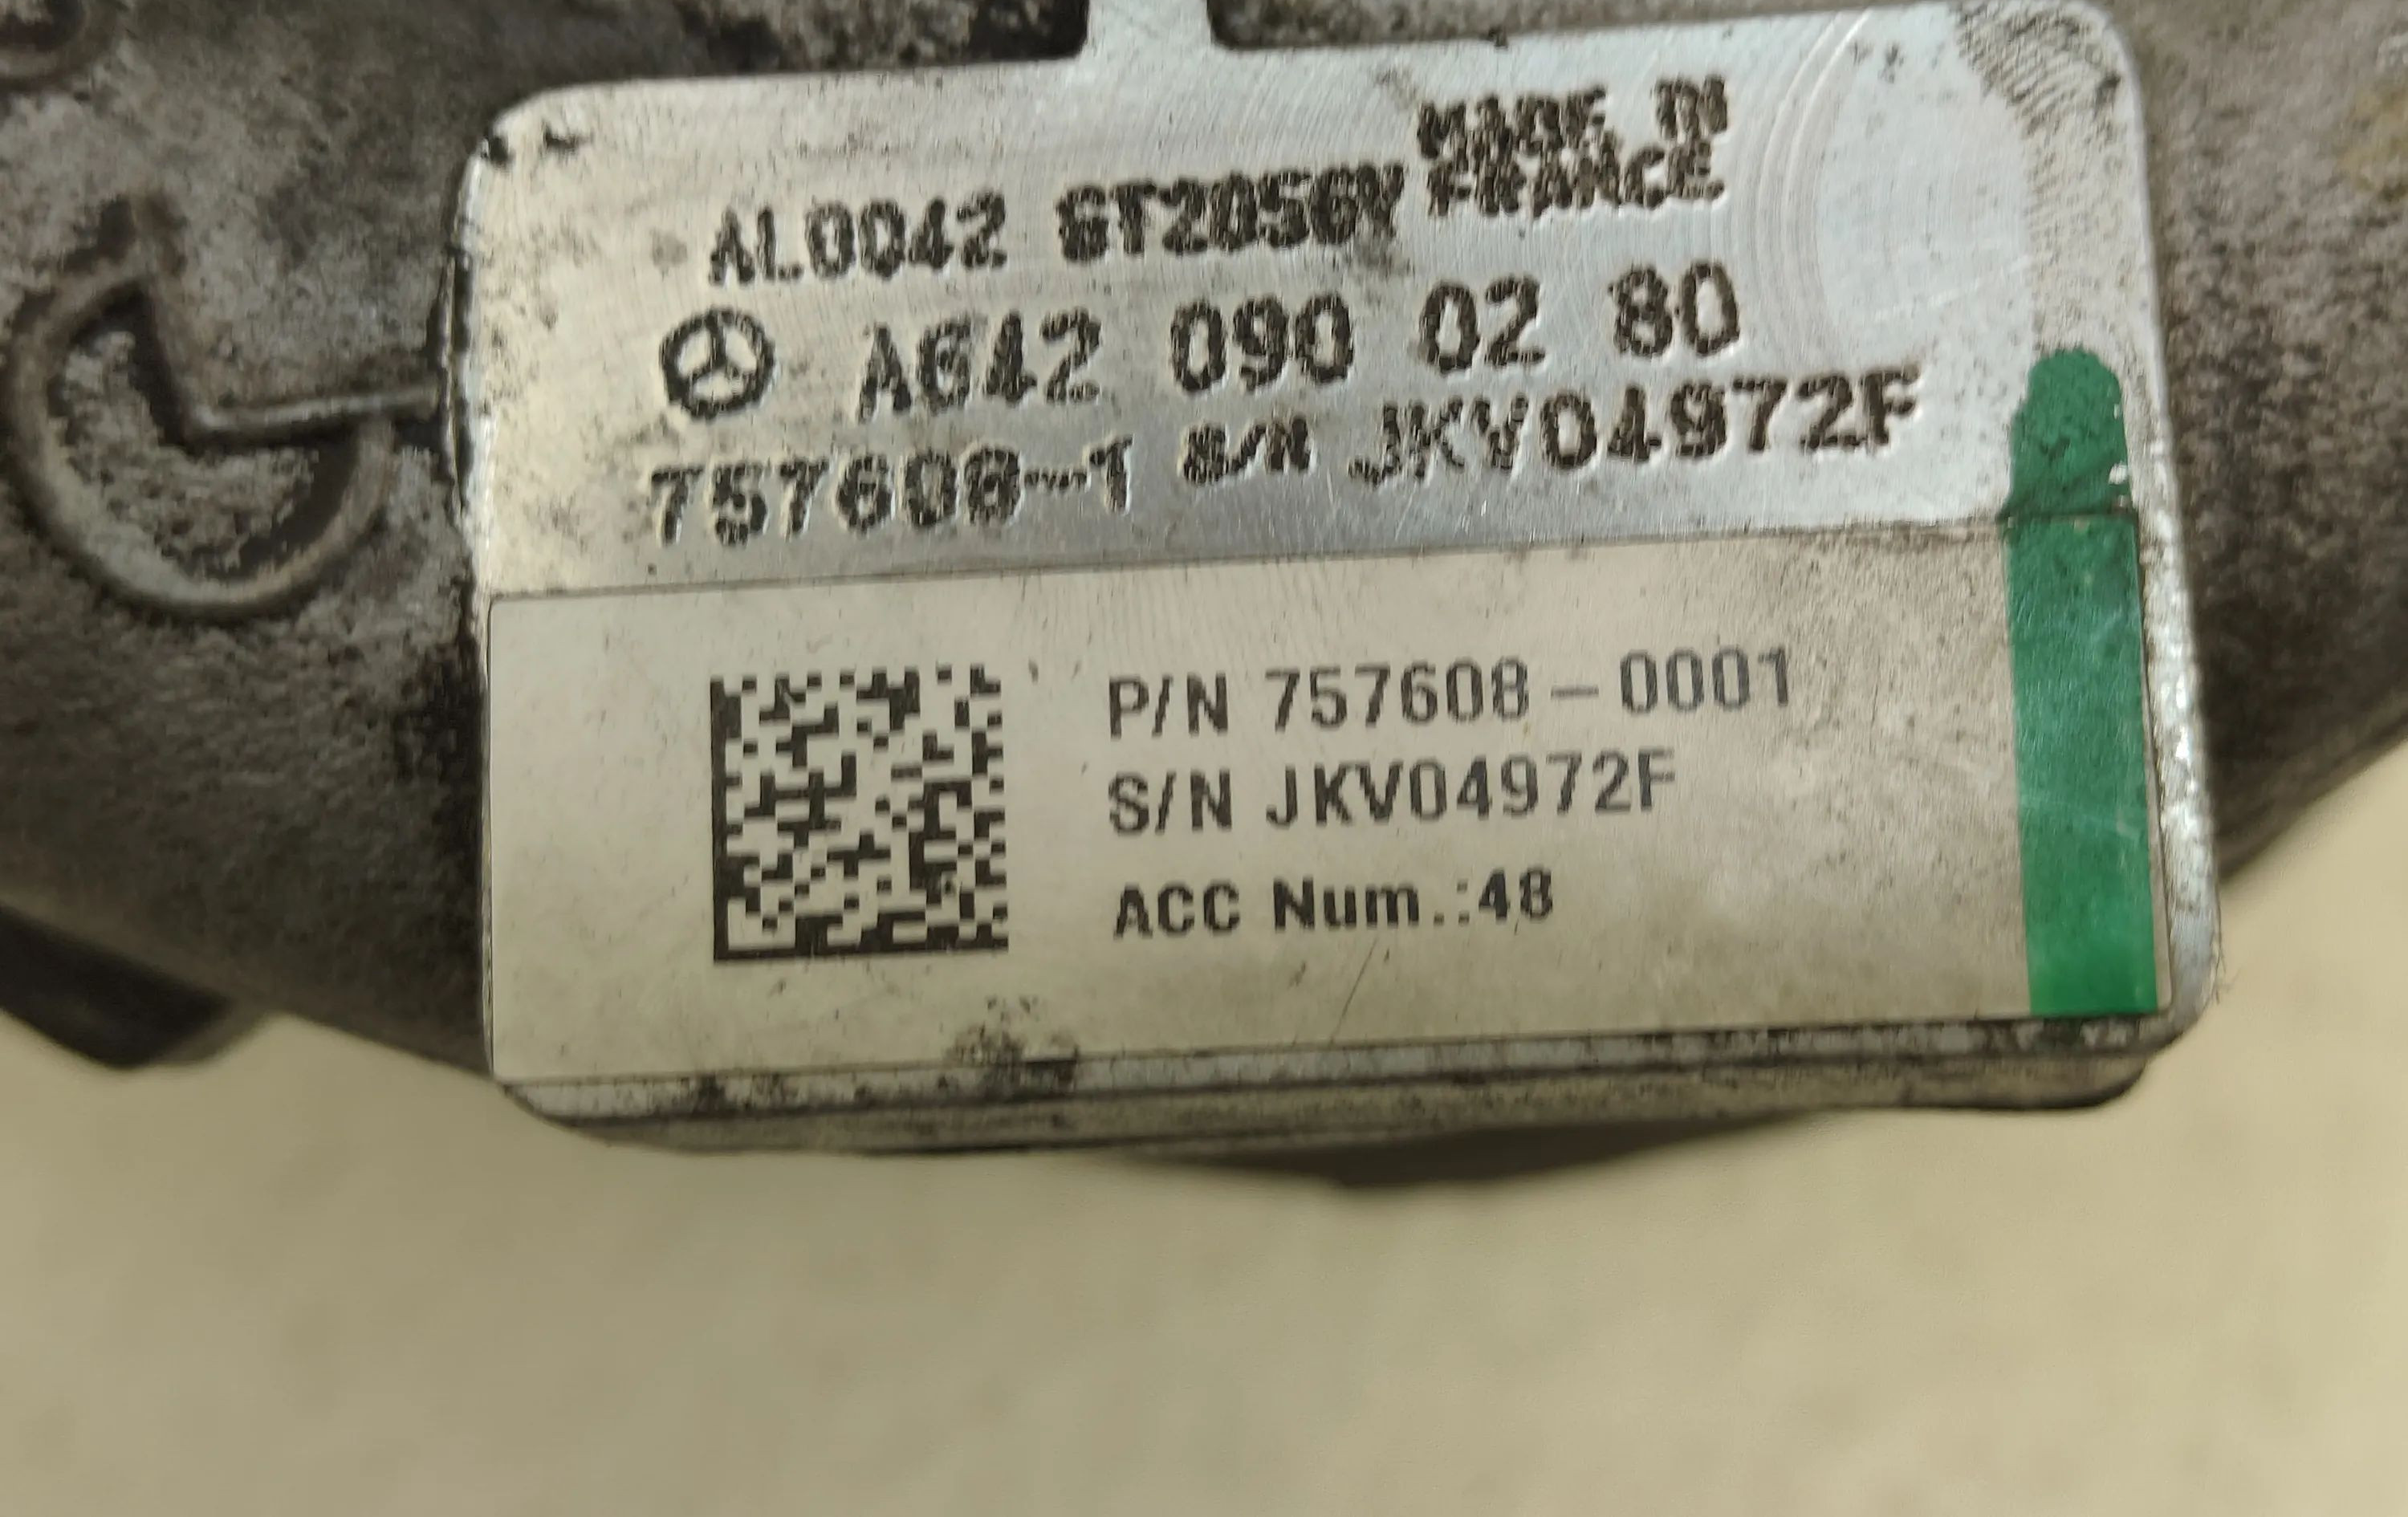 MADE IN
AL0042 GT2056V FRANCE
A642 090 02 80
757608-1 S/N JKV04972F
P/N 757608-0001
S/N JKV04972F
ACC Num.:48